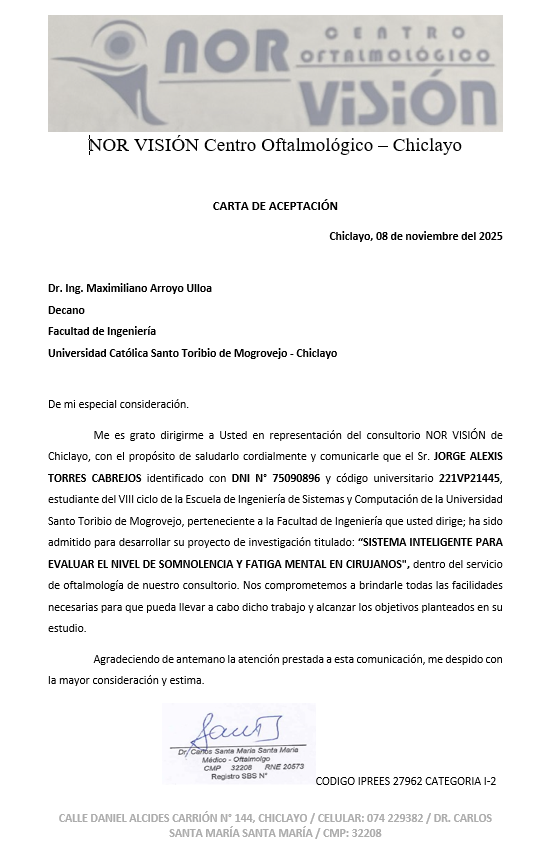 NOR CENTRO
OFTALMOLÓGICO
VISIÓN
NOR VISIÓN Centro Oftalmológico – Chiclayo
CARTA DE ACEPTACIÓN
Chiclayo, 08 de noviembre del 2025
Dr. Ing. Maximiliano Arroyo Ulloa
Decano
Facultad de Ingeniería
Universidad Católica Santo Toribio de Mogrovejo - Chiclayo
De mi especial consideración.
Me es grato dirigirme a Usted en representación del consultorio NOR VISIÓN de
Chiclayo, con el propósito de saludarlo cordialmente y comunicarle que el Sr. JORGE ALEXIS
TORRES CABREJOS identificado con DNI N° 75090896 y código universitario 221VP21445,
estudiante del VIII ciclo de la Escuela de Ingeniería de Sistemas y Computación de la Universidad
Santo Toribio de Mogrovejo, perteneciente a la Facultad de Ingeniería que usted dirige; ha sido
admitido para desarrollar su proyecto de investigación titulado: “SISTEMA INTELIGENTE PARA
EVALUAR EL NIVEL DE SOMNOLENCIA Y FATIGA MENTAL EN CIRUJANOS", dentro del servicio
de oftalmología de nuestro consultorio. Nos comprometemos a brindarle todas las facilidades
necesarias para que pueda llevar a cabo dicho trabajo y alcanzar los objetivos planteados en su
estudio.
Agradeciendo de antemano la atención prestada a esta comunicación, me despido con
la mayor consideración y estima.
Dr. Carlos Santa María Santa María
Médico - Oftalmolgo
CMP 32208 RNE 20573
Registro SBS N°
CODIGO IPREES 27962 CATEGORIA I-2
CALLE DANIEL ALCIDES CARRIÓN N° 144, CHICLAYO / CELULAR: 074 229382 / DR. CARLOS
SANTA MARÍA SANTA MARÍA / CMP: 32208